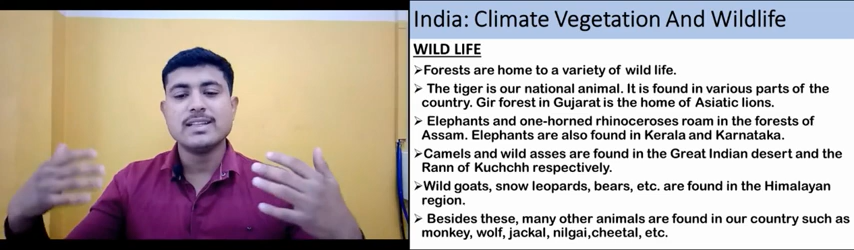 India: Climate Vegetation And Wildlife
WILD LIFE
➢Forests are home to a variety of wild life.
➢ The tiger is our national animal. It is found in various parts of the
country. Gir forest in Gujarat is the home of Asiatic lions.
➢ Elephants and one-horned rhinoceroses roam in the forests of
Assam. Elephants are also found in Kerala and Karnataka.
➢Camels and wild asses are found in the Great Indian desert and the
Rann of Kuchchh respectively.
➢Wild goats, snow leopards, bears, etc. are found in the Himalayan
region.
➢ Besides these, many other animals are found in our country such as
monkey, wolf, jackal, nilgai,cheetal, etc.